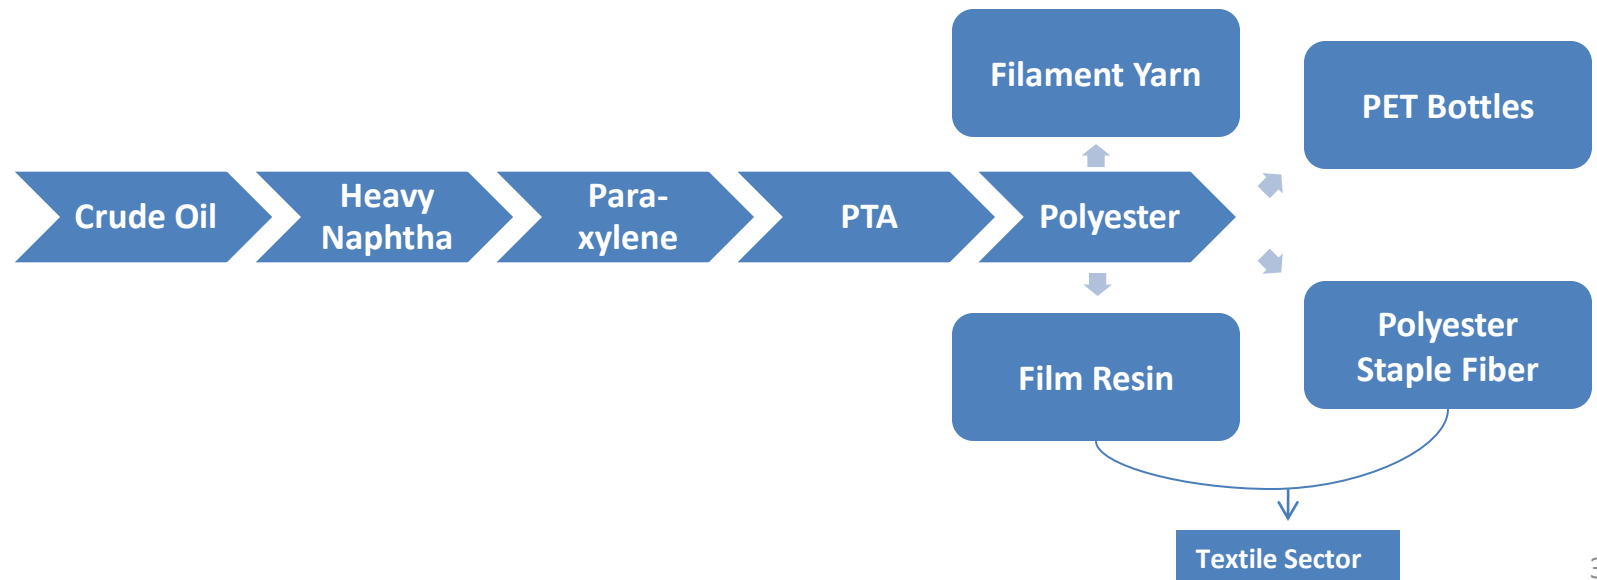 Filament Yarn
PET Bottles
Crude Oil
Heavy
Naphtha
Para-
xylene
PTA
Polyester
Film Resin
Polyester
Staple Fiber
Textile Sector
3